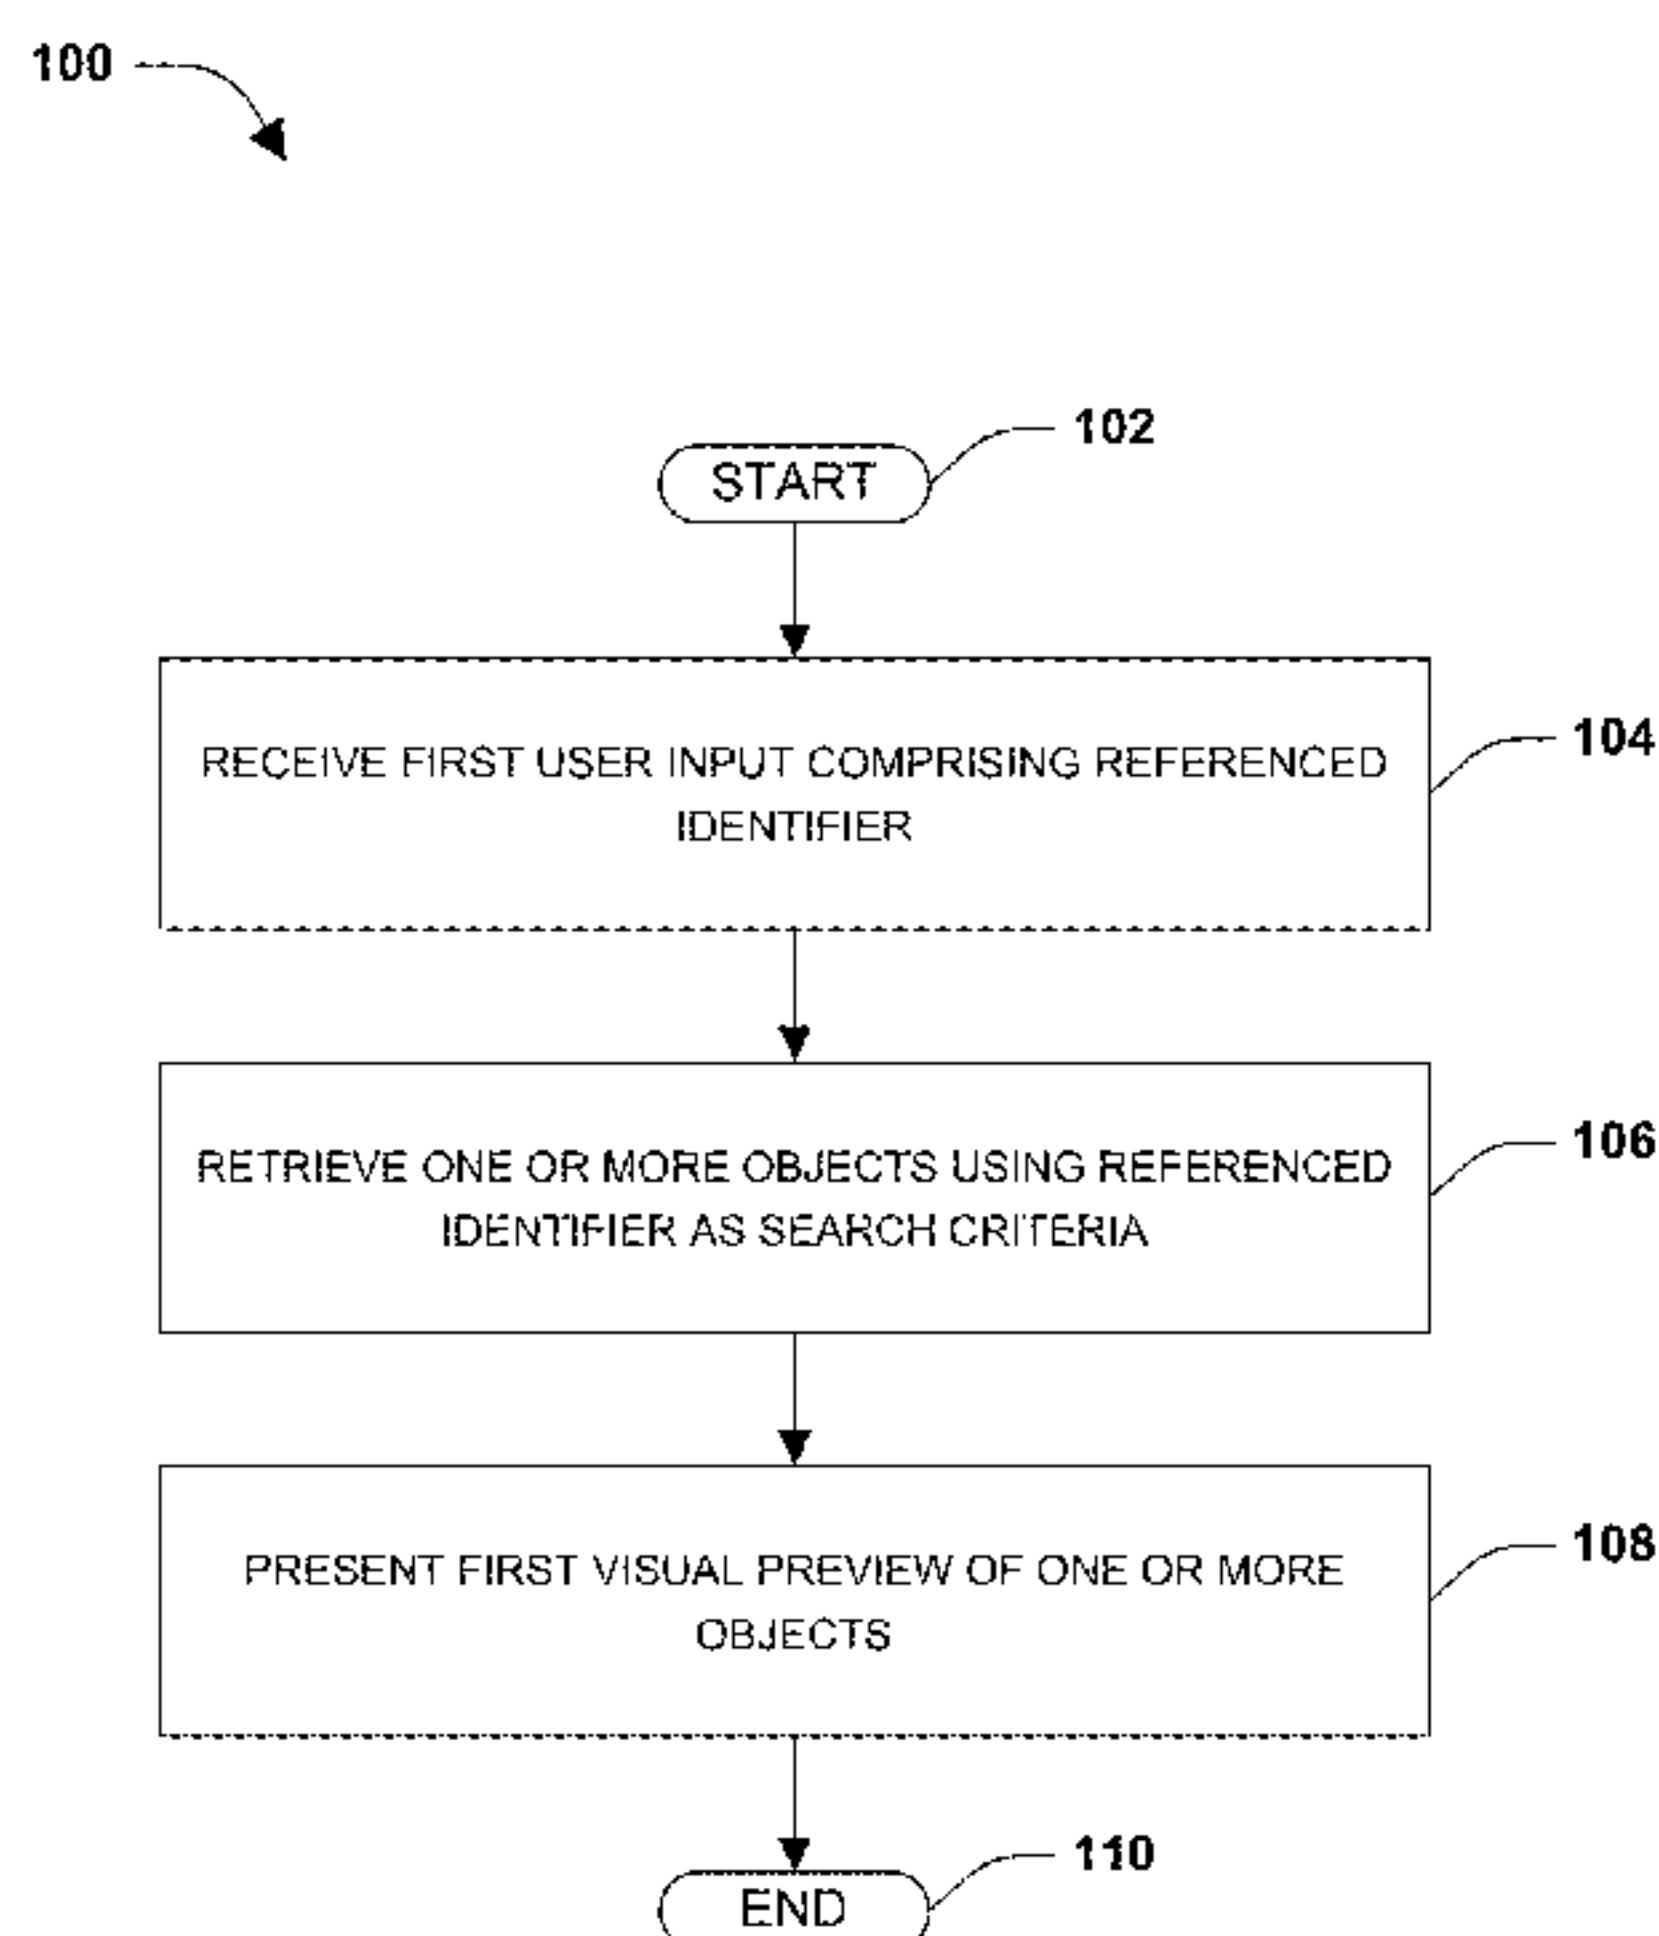 100
102
START
104
RECEIVE FIRST USER INPUT COMPRISING REFERENCED
IDENTIFIER
106
RETRIEVE ONE OR MORE OBJECTS USING REFERENCED
IDENTIFIER AS SEARCH CRITERIA
108
PRESENT FIRST VISUAL PREVIEW OF ONE OR MORE
OBJECTS
110
END